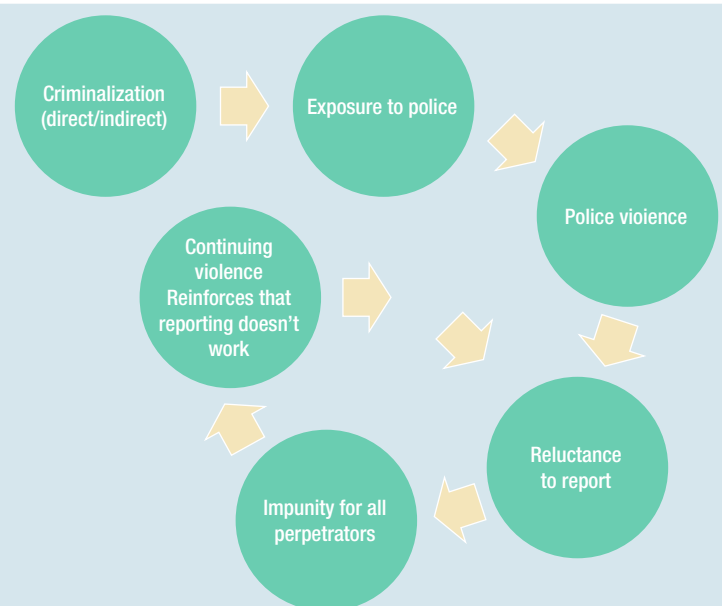 Criminalization
(direct/indirect)
Exposure to police
Police vioience
Reluctance
to report
Impunity for all
perpetrators
Continuing
violence
Reinforces that
reporting doesn’t
work